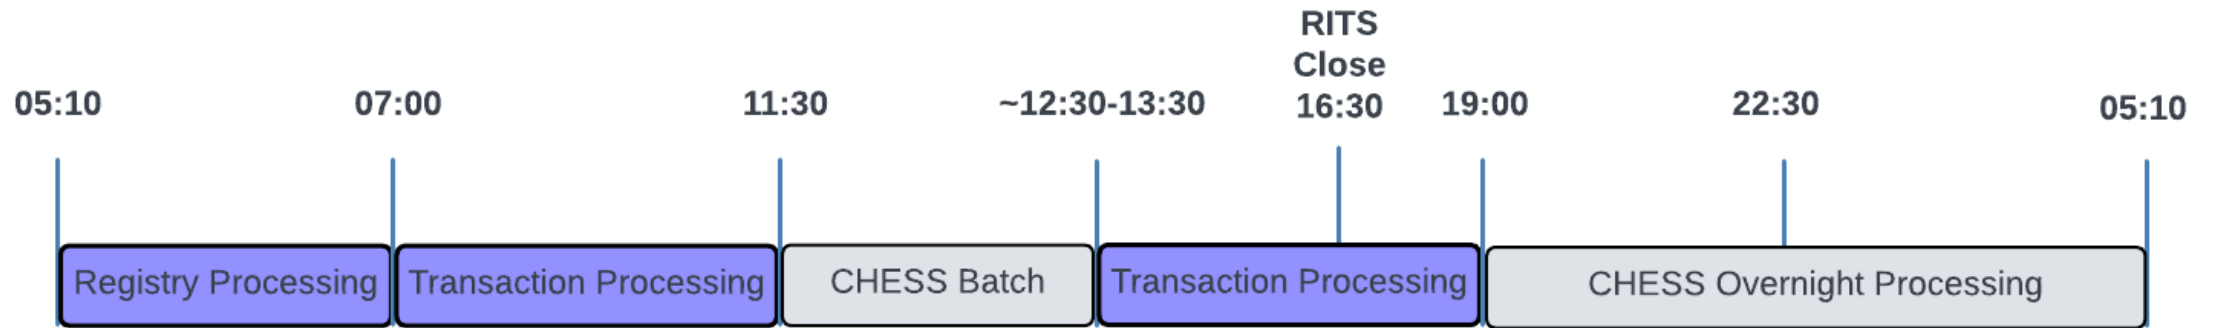 RITS
Close
05:10 07:00 11:30 ~12:30-13:30 16:30 19:00 22:30 05:10
Registry Processing Transaction Processing CHESS Batch Transaction Processing CHESS Overnight Processing